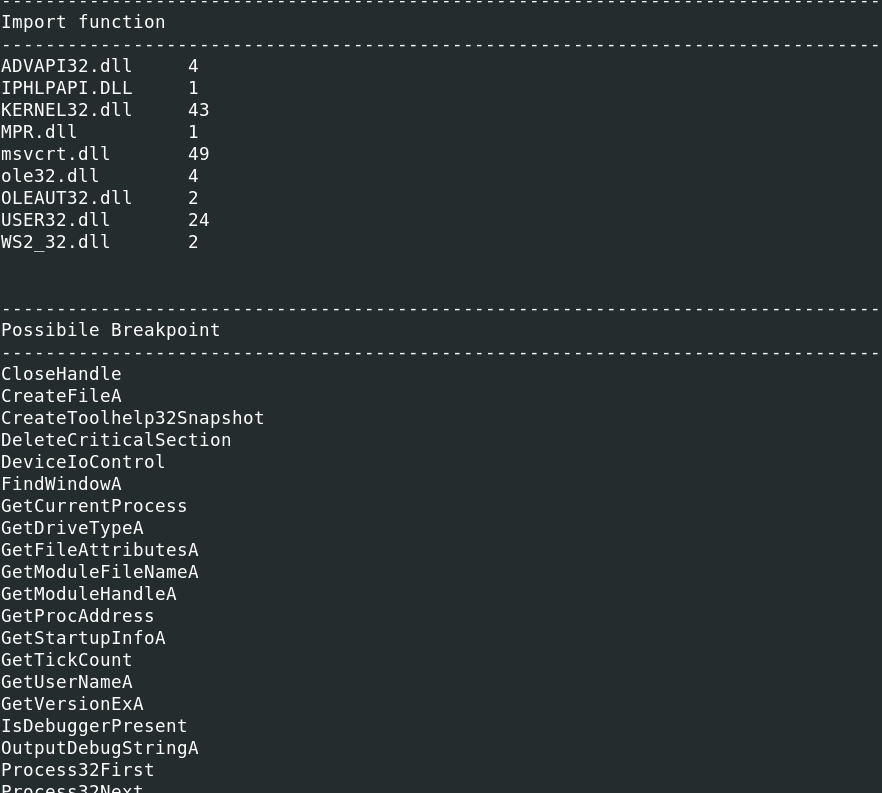 --------------------------------------------------------------------------------
Import function
--------------------------------------------------------------------------------
ADVAPI32.dll 4
IPHLPAPI.DLL 1
KERNEL32.dll 43
MPR.dll 1
msvcrt.dll 49
ole32.dll 4
OLEAUT32.dll 2
USER32.dll 24
WS2_32.dll 2
--------------------------------------------------------------------------------
Possibile Breakpoint
--------------------------------------------------------------------------------
CloseHandle
CreateFileA
CreateToolhelp32Snapshot
DeleteCriticalSection
DeviceIoControl
FindWindowA
GetCurrentProcess
GetDriveTypeA
GetFileAttributesA
GetModuleFileNameA
GetModuleHandleA
GetProcAddress
GetStartupInfoA
GetTickCount
GetUserNameA
GetVersionExA
IsDebuggerPresent
OutputDebugStringA
Process32First
Process32Next